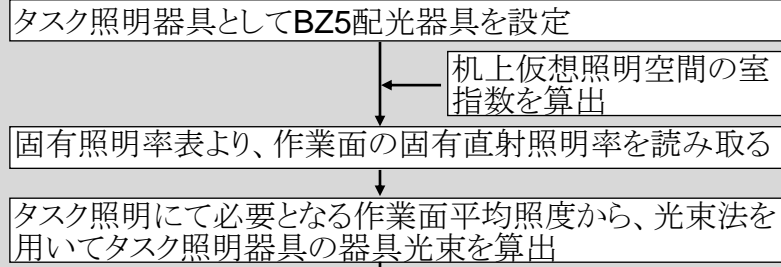 タスク照明器具としてBZ5配光器具を設定
机上仮想照明空間の室
指数を算出
固有照明率表より、作業面の固有直射照明率を読み取る
タスク照明にて必要となる作業面平均照度から、光束法を
用いてタスク照明器具の器具光束を算出